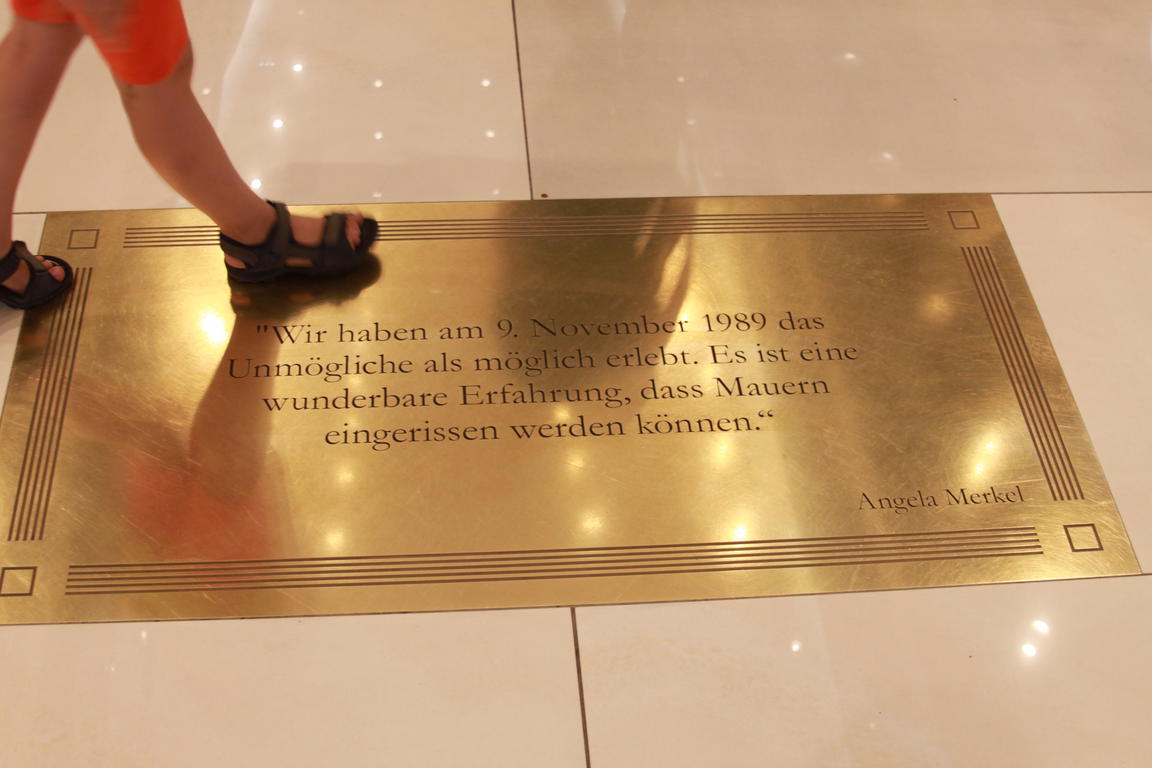 "Wir haben am 9. November 1989 das
Unmögliche als möglich erlebt. Es ist eine
wunderbare Erfahrung, dass Mauern
eingerissen werden können.“
Angela Merkel